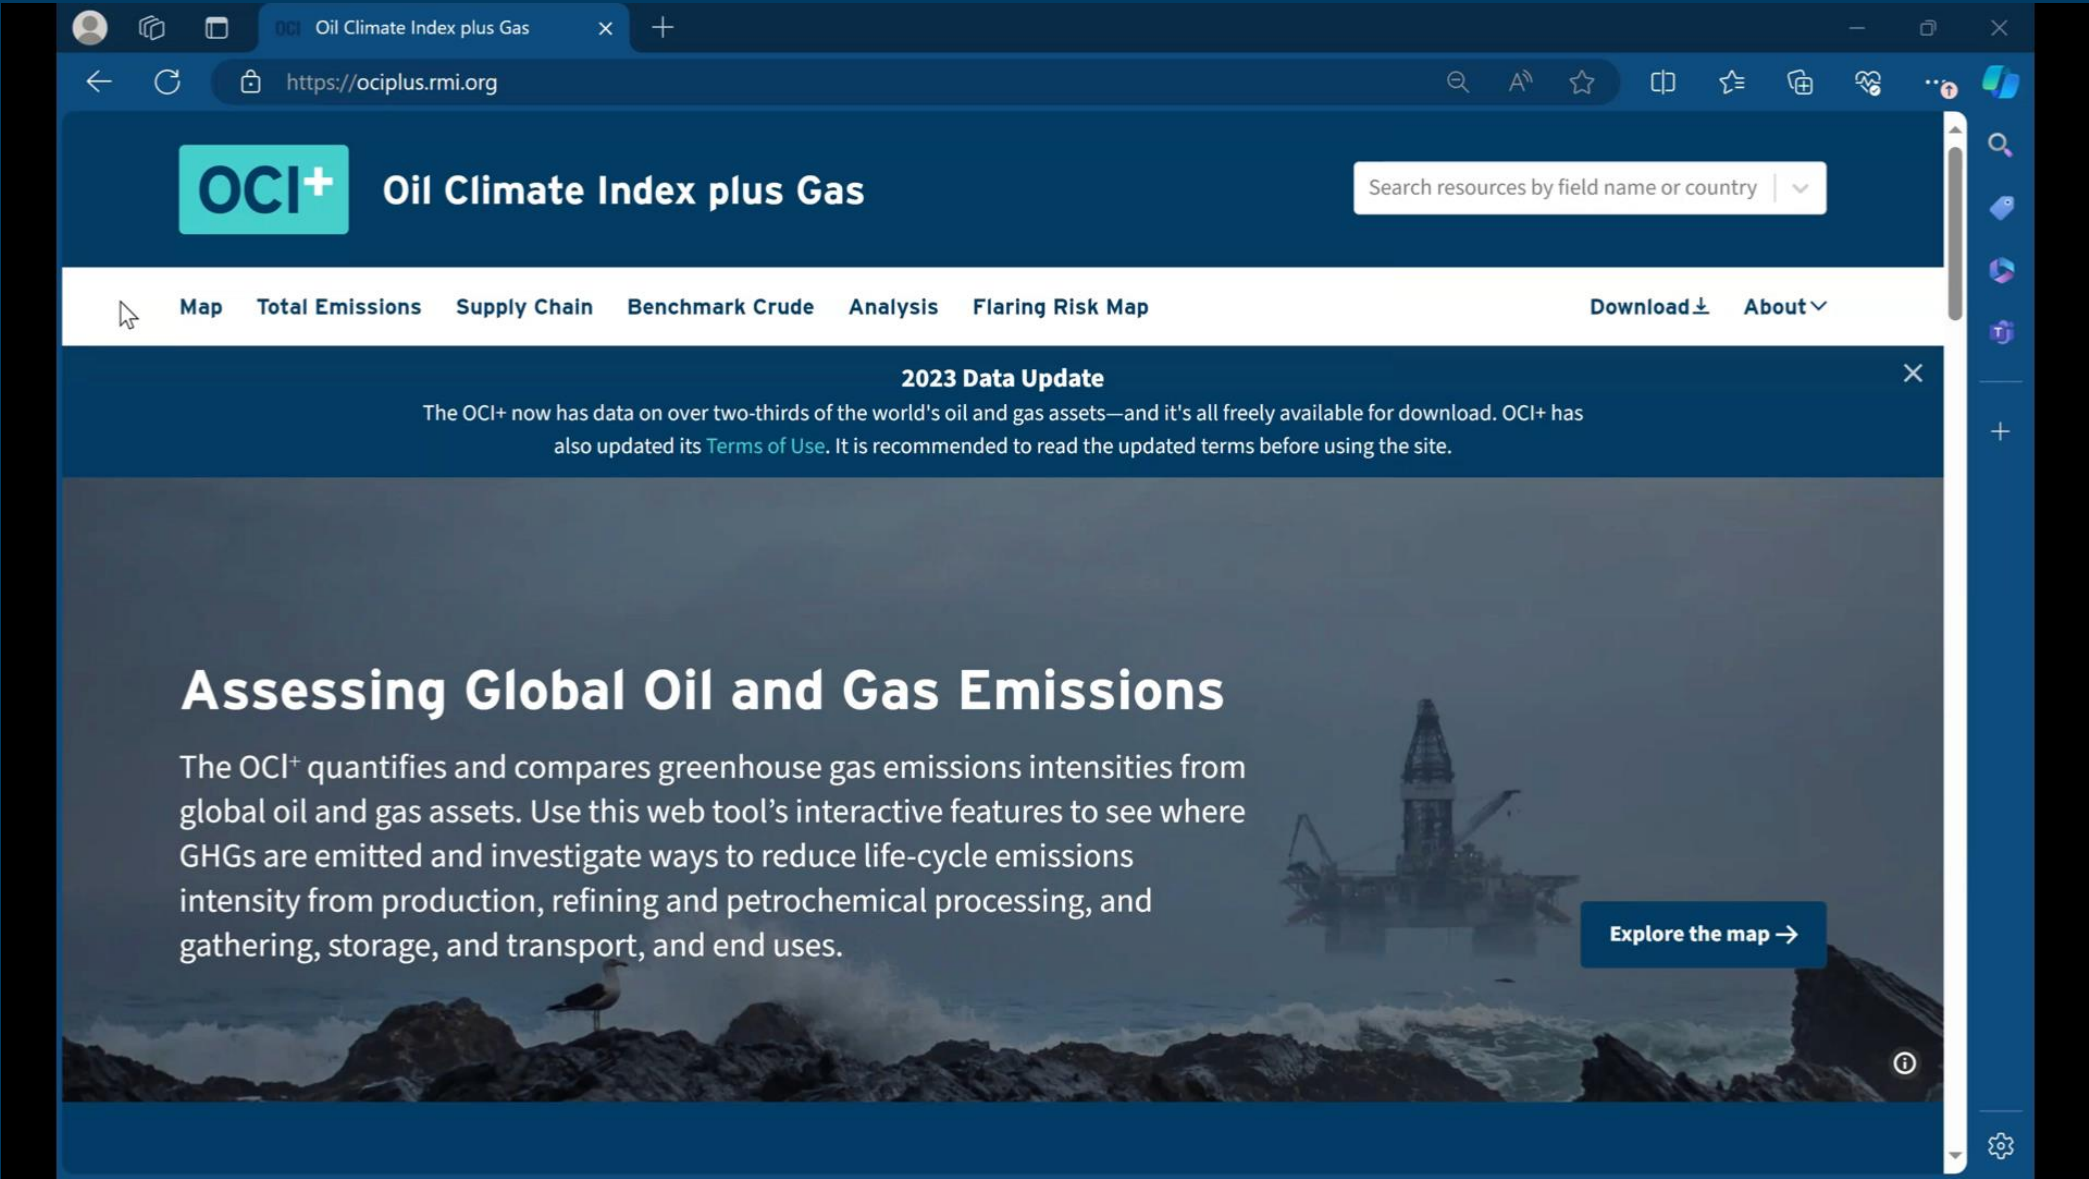 OCI Oil Climate Index plus Gas
https://ociplus.rmi.org
OCI+ Oil Climate Index plus Gas
Search resources by field name or country
Map Total Emissions Supply Chain Benchmark Crude Analysis Flaring Risk Map Download About
2023 Data Update
The OCI+ now has data on over two-thirds of the world's oil and gas assets—and it's all freely available for download. OCI+ has
also updated its Terms of Use. It is recommended to read the updated terms before using the site.
Assessing Global Oil and Gas Emissions
The OCI+ quantifies and compares greenhouse gas emissions intensities from
global oil and gas assets. Use this web tool’s interactive features to see where
GHGs are emitted and investigate ways to reduce life-cycle emissions
intensity from production, refining and petrochemical processing, and
gathering, storage, and transport, and end uses.
Explore the map →